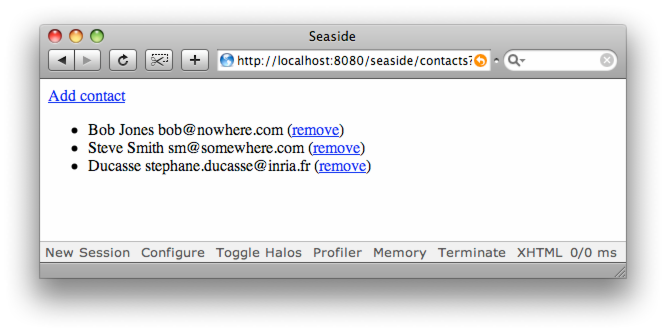 Seaside
http://localhost:8080/seaside/contacts?
Add contact
• Bob Jones bob@nowhere.com (remove)
• Steve Smith sm@somewhere.com (remove)
• Ducasse stephane.ducasse@inria.fr (remove)
New Session Configure Toggle Halos Profiler Memory Terminate XHTML 0/0 ms